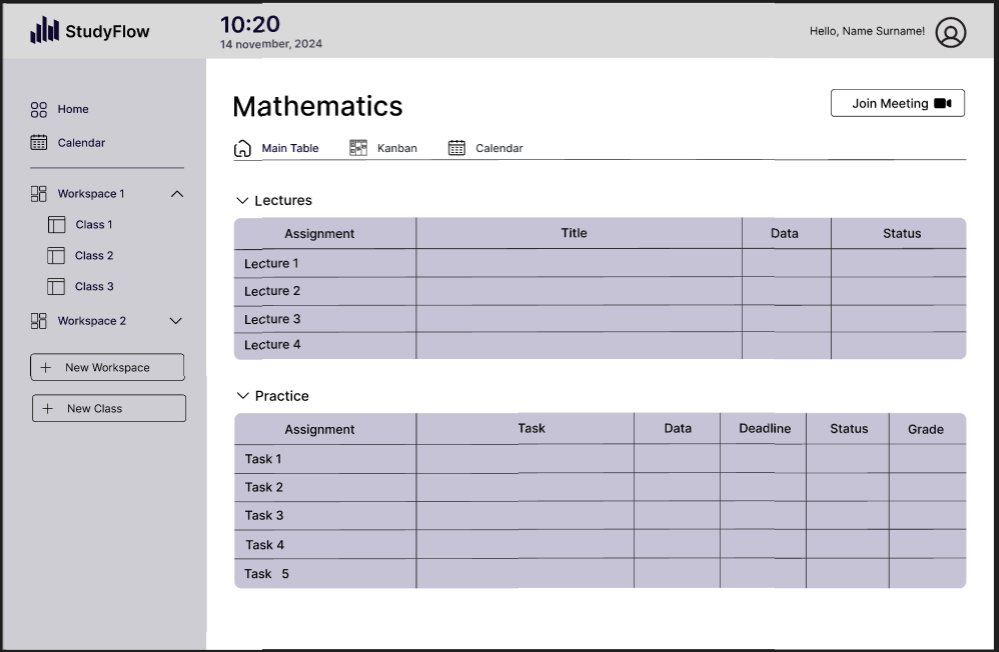 StudyFlow
10:20
14 november, 2024
Hello, Name Surname!
Home
Calendar
Workspace 1
Class 1
Class 2
Class 3
Workspace 2
+ New Workspace
+ New Class
Mathematics
Join Meeting
Main Table Kanban Calendar
Lectures
Assignment Title Data Status
Lecture 1
Lecture 2
Lecture 3
Lecture 4
Practice
Assignment Task Data Deadline Status Grade
Task 1
Task 2
Task 3
Task 4
Task 5